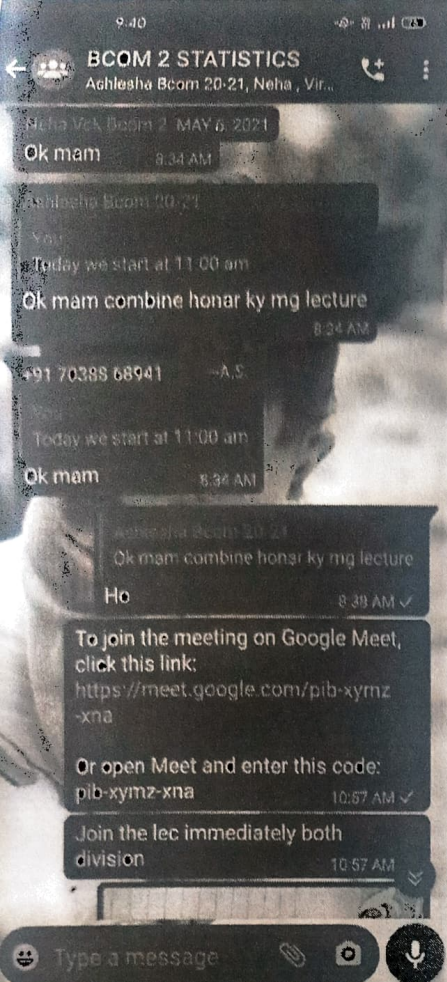 9:40
BCOM 2 STATISTICS
Ashlesha Bcom 20-21, Neha , Vir...
Neha Vck Bcom 2
MAY 6, 2021
Ok mam
8:34 AM
Ashlesha Bcom 20-21
You
Today we start at 11:00 am
Ok mam combine honar ky mg lecture
8:34 AM
+91 70388 68941
~A.S.
You
Today we start at 11:00 am
Ok mam
8:34 AM
Ashlesha Bcom 20-21
Ok mam combine honar ky mg lecture
Ho
8:38 AM
To join the meeting on Google Meet,
click this link:
https://meet.google.com/pib-xymz
-xna
Or open Meet and enter this code:
pib-xymz-xna
10:57 AM
Join the lec immediately both
division
10:57 AM
Type a message